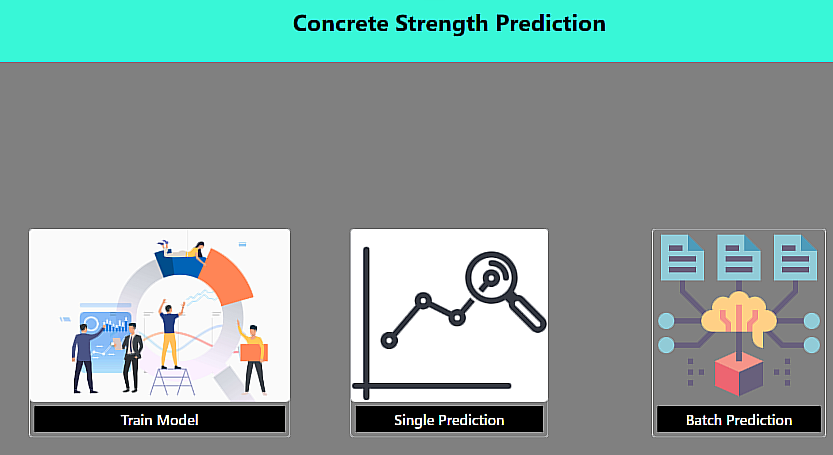 Concrete Strength Prediction
Train Model
Single Prediction
Batch Prediction